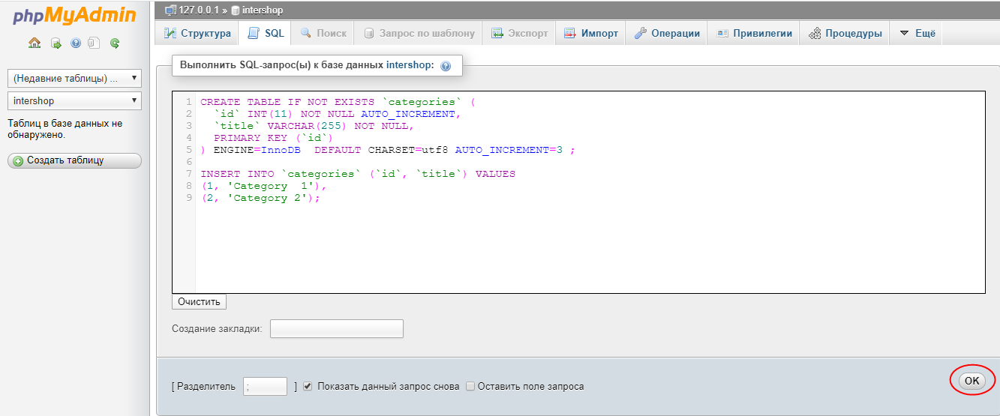 phpMyAdmin
(Недавние таблицы) ...
intershop
Таблиц в базе данных не
обнаружено.
Создать таблицу
127.0.0.1 » intershop
Структура SQL Поиск Запрос по шаблону Экспорт Импорт Операции Привилегии Процедуры Ещё
Выполнить SQL-запрос(ы) к базе данных intershop:
1 CREATE TABLE IF NOT EXISTS `categories` (
2   `id` INT(11) NOT NULL AUTO_INCREMENT,
3   `title` VARCHAR(255) NOT NULL,
4   PRIMARY KEY (`id`)
5 ) ENGINE=InnoDB  DEFAULT CHARSET=utf8 AUTO_INCREMENT=3 ;
6
7 INSERT INTO `categories` (`id`, `title`) VALUES
8 (1, 'Category  1'),
9 (2, 'Category 2');
Очистить
Создание закладки:
[ Разделитель ; ] Показать данный запрос снова Оставить поле запроса OK